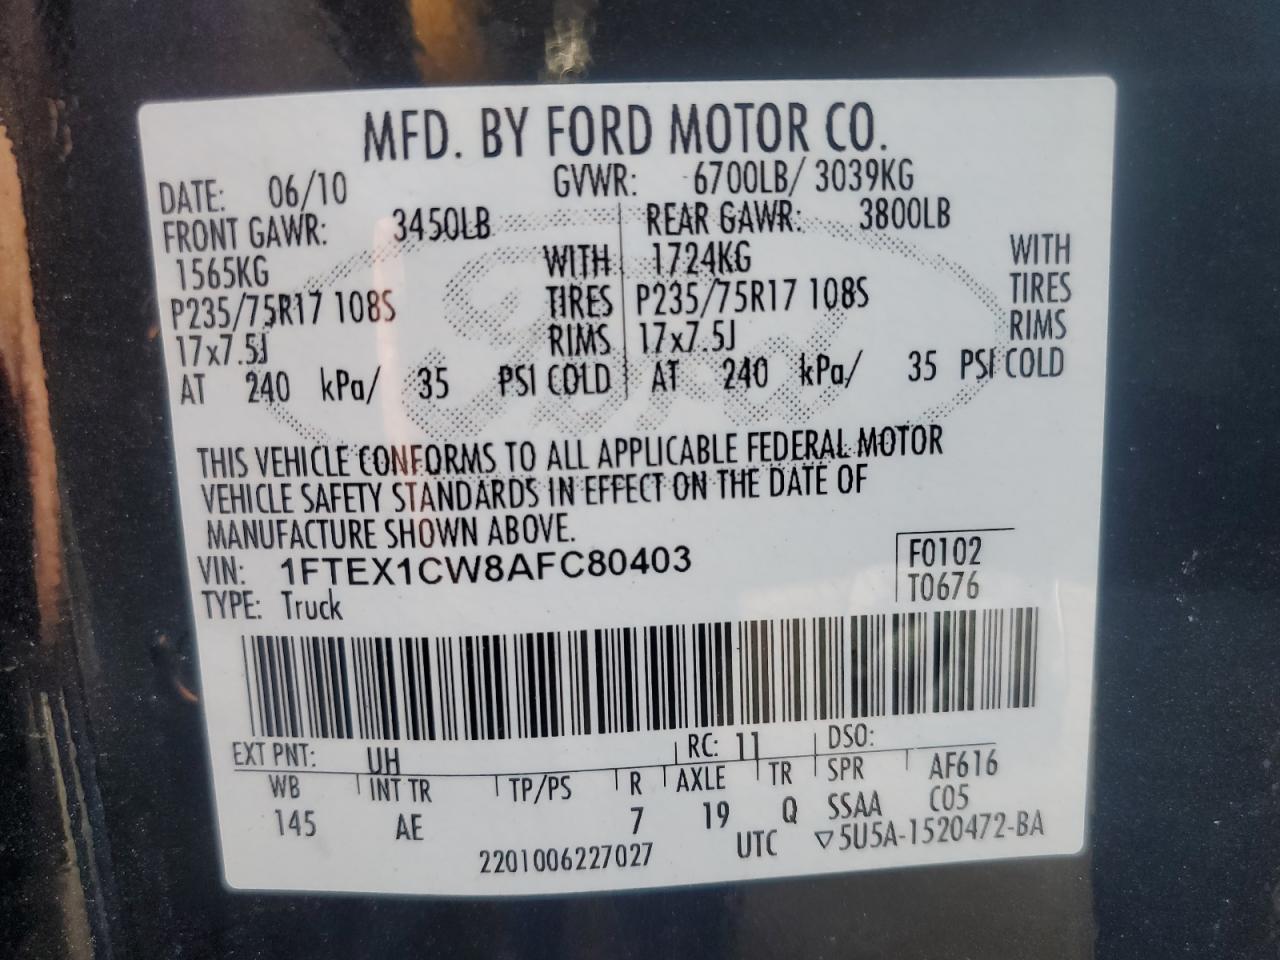 MFD. BY FORD MOTOR CO.
DATE: 06/10 GVWR: 6700LB/ 3039KG
FRONT GAWR: 3450LB REAR GAWR: 3800LB
1565KG WITH 1724KG WITH
P235/75R17 108S TIRES P235/75R17 108S TIRES
17x7.5J RIMS 17x7.5J RIMS
AT 240 kPa/ 35 PSI COLD AT 240 kPa/ 35 PSI COLD
Ford
THIS VEHICLE CONFORMS TO ALL APPLICABLE FEDERAL MOTOR
VEHICLE SAFETY STANDARDS IN EFFECT ON THE DATE OF
MANUFACTURE SHOWN ABOVE.
VIN: 1FTEX1CW8AFC80403 F0102
TYPE: Truck T0676
EXT PNT: UH RC: 11 DSO:
WB INT TR TP/PS R AXLE TR SPR AF616
145 AE 7 19 Q SSAA C05
2201006227027 UTC ▽5U5A-1520472-BA